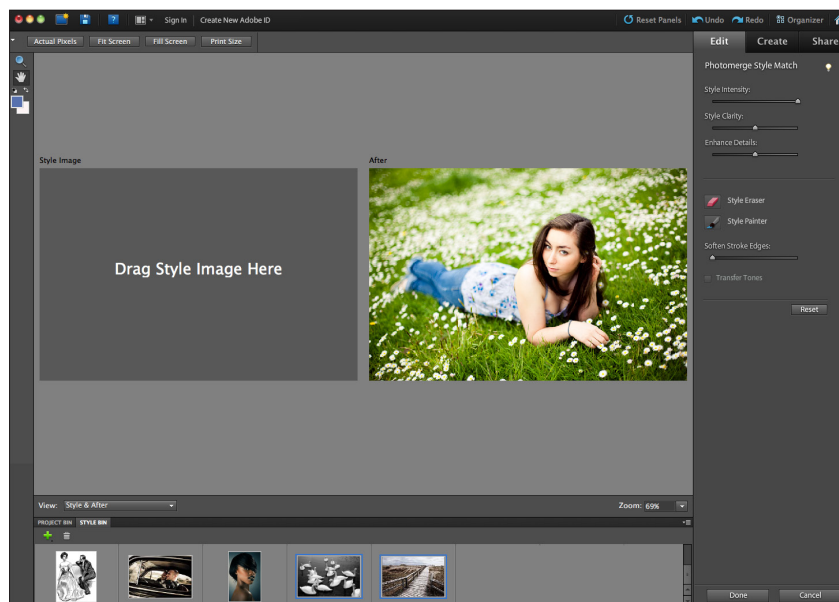 Sign In
Create New Adobe ID
Reset Panels
Undo
Redo
Organizer
Actual Pixels
Fit Screen
Fill Screen
Print Size
Edit
Create
Share
Photomerge Style Match
Style Intensity:
Style Clarity:
Enhance Details:
Style Image
After
Drag Style Image Here
Style Eraser
Style Painter
Soften Stroke Edges:
Transfer Tones
Reset
View: Style & After
Zoom: 69%
PROJECT BIN
STYLE BIN
Done
Cancel